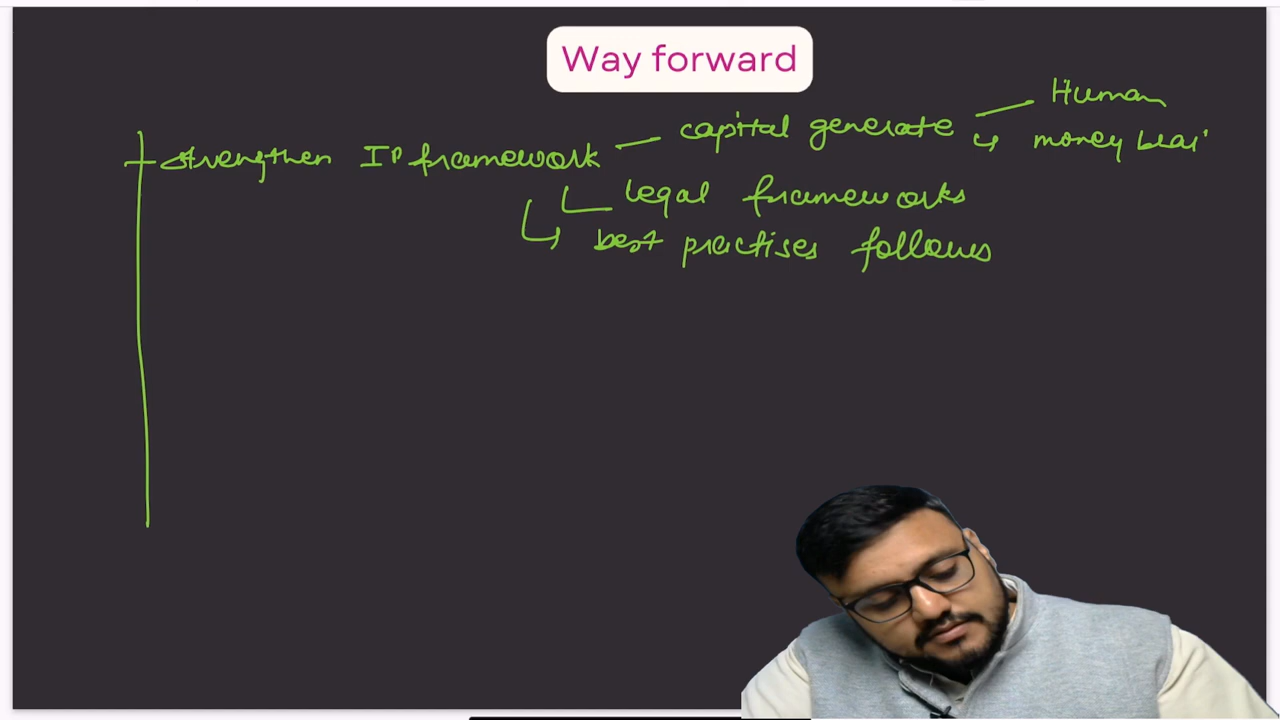 Way forward
Human
capital generate
money
strengthen IP framework
legal frameworks
best practises follows